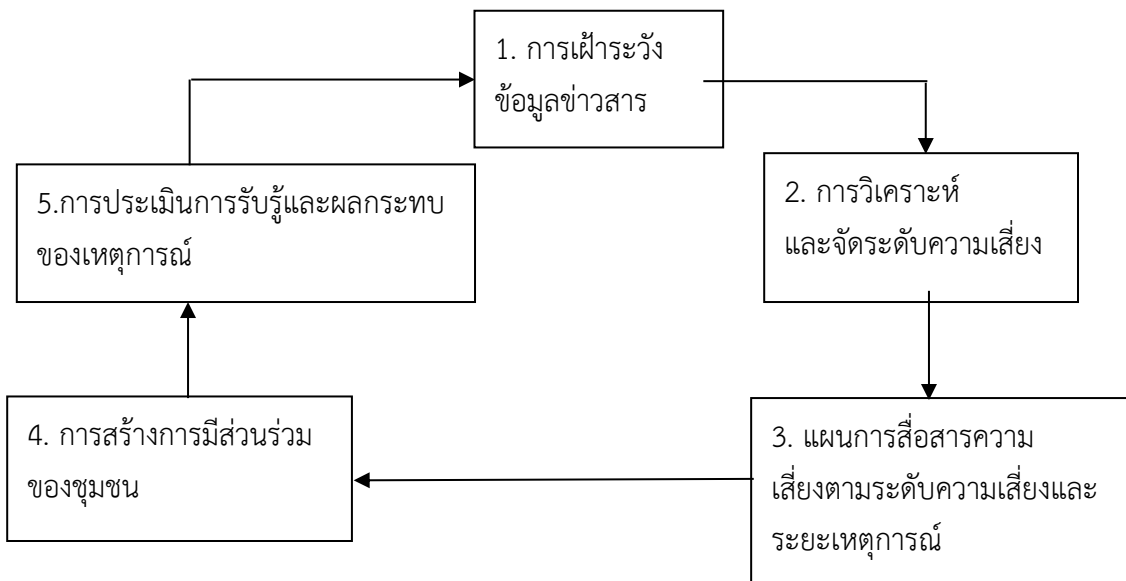 1. การเฝ้าระวัง
ข้อมูลข่าวสาร
2. การวิเคราะห์
และจัดระดับความเสี่ยง
3. แผนการสื่อสารความ
เสี่ยงตามระดับความเสี่ยงและ
ระยะเหตุการณ์
4. การสร้างการมีส่วนร่วม
ของชุมชน
5.การประเมินการรับรู้และผลกระทบ
ของเหตุการณ์